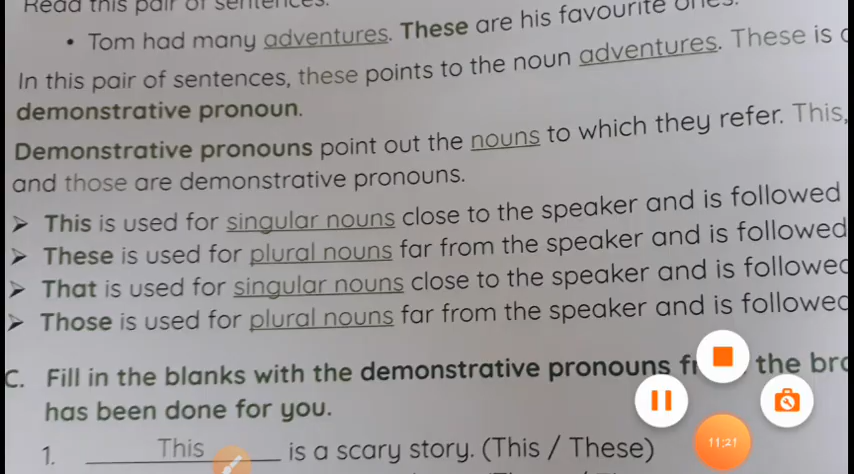 Read this pair of sentences.
• Tom had many adventures. These are his favourite ones.
In this pair of sentences, these points to the noun adventures. These is a
demonstrative pronoun.
Demonstrative pronouns point out the nouns to which they refer. This,
and those are demonstrative pronouns.
➤ This is used for singular nouns close to the speaker and is followed
➤ These is used for plural nouns far from the speaker and is followed
➤ That is used for singular nouns close to the speaker and is followed
➤ Those is used for plural nouns far from the speaker and is followed
C. Fill in the blanks with the demonstrative pronouns the
has been done for you.
1. This is a scary story. (This / These)
11:21